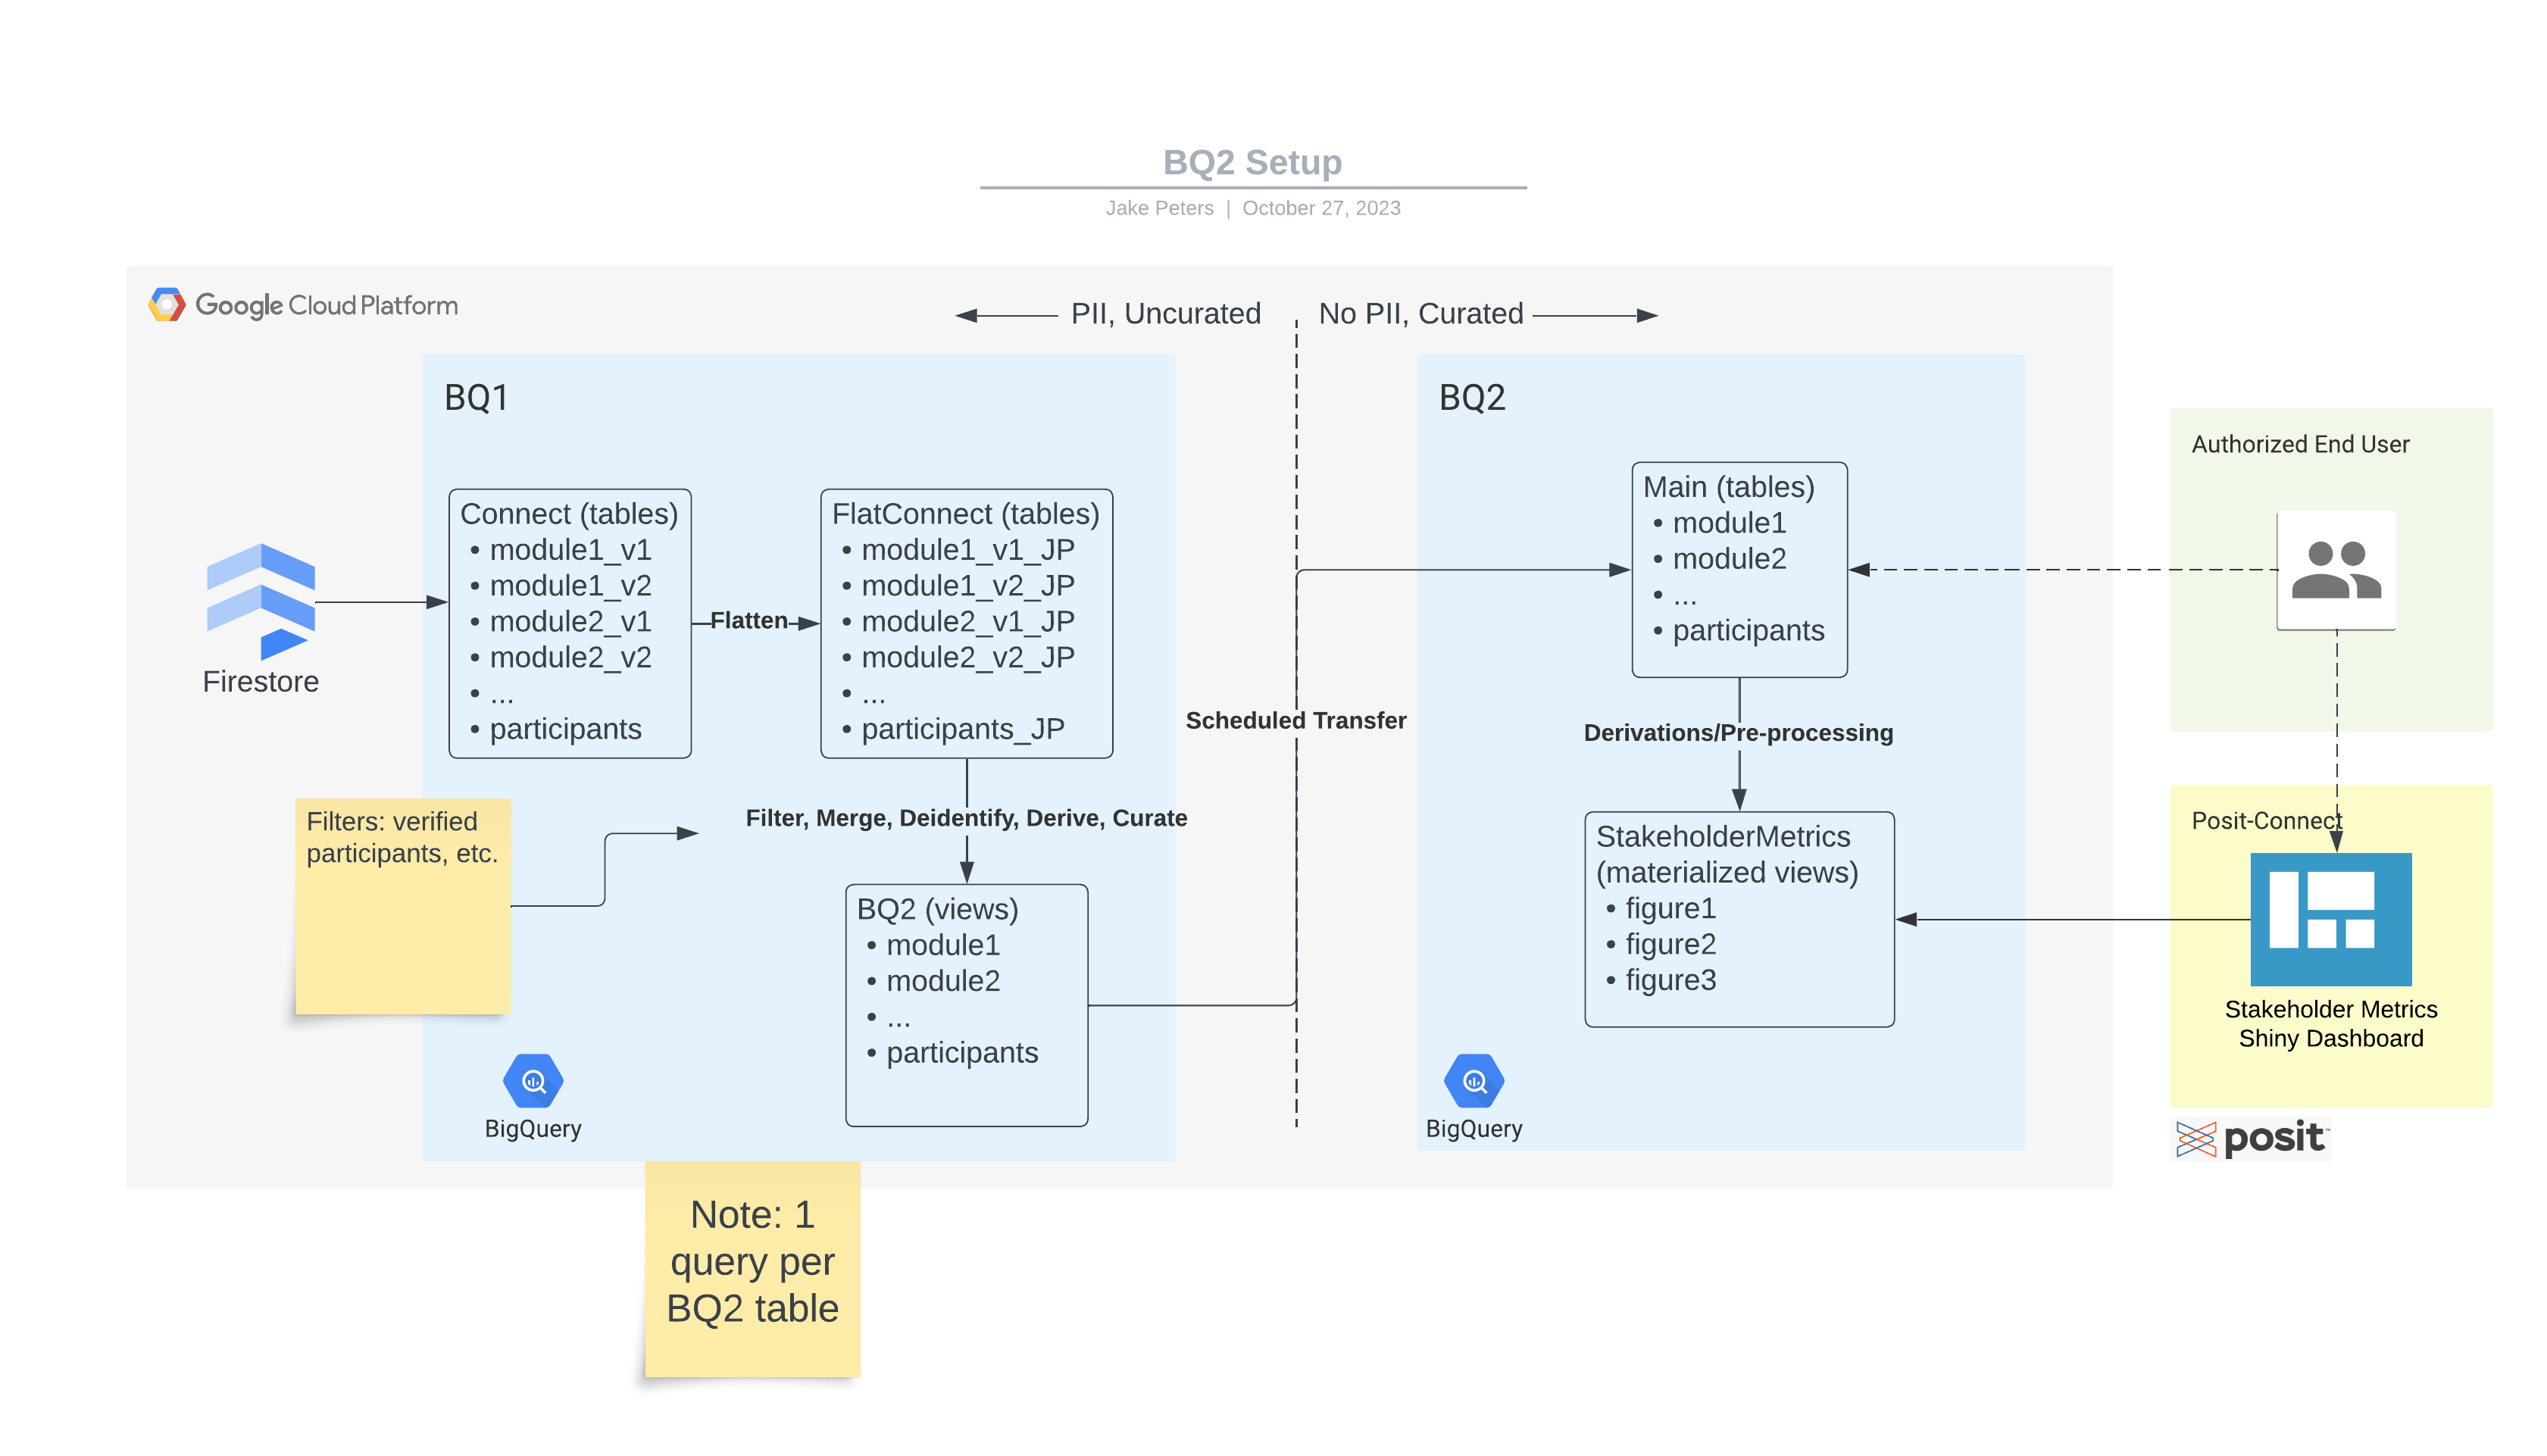 BQ2 Setup
Jake Peters | October 27, 2023
Google Cloud Platform
PII, Uncurated
No PII, Curated
BQ1
Firestore
Connect (tables)
• module1_v1
• module1_v2
• module2_v1
• module2_v2
• ...
• participants
Flatten
FlatConnect (tables)
• module1_v1_JP
• module1_v2_JP
• module2_v1_JP
• module2_v2_JP
• ...
• participants_JP
Filters: verified
participants, etc.
Filter, Merge, Deidentify, Derive, Curate
BQ2 (views)
• module1
• module2
• ...
• participants
BigQuery
Note: 1
query per
BQ2 table
Scheduled Transfer
BQ2
Main (tables)
• module1
• module2
• ...
• participants
Derivations/Pre-processing
StakeholderMetrics
(materialized views)
• figure1
• figure2
• figure3
BigQuery
Authorized End User
Posit-Connect
Stakeholder Metrics
Shiny Dashboard
posit™